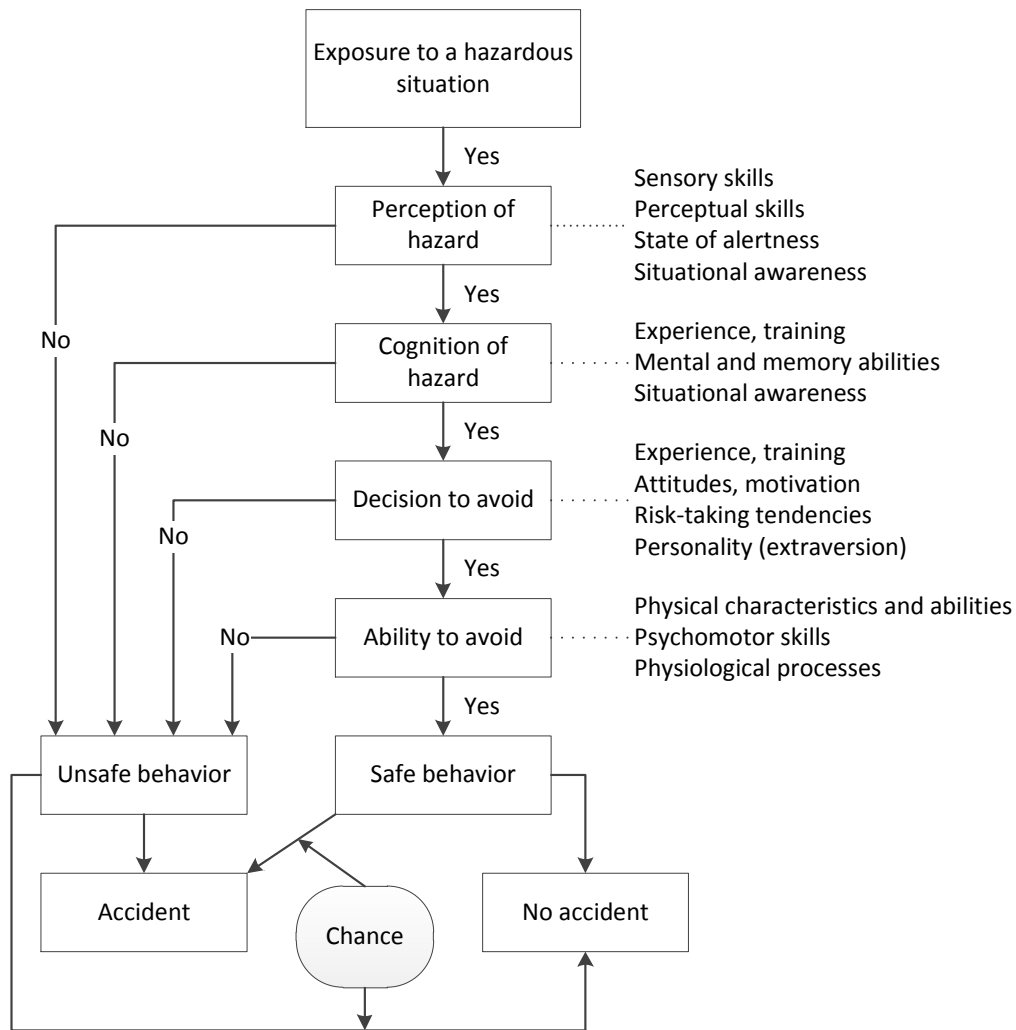 Exposure to a hazardous
situation
Yes
Sensory skills
Perceptual skills
State of alertness
Situational awareness
Perception of
hazard
Yes
No
Experience, training
Mental and memory abilities
Situational awareness
Cognition of
hazard
Yes
No
Experience, training
Attitudes, motivation
Risk-taking tendencies
Personality (extraversion)
Decision to avoid
Yes
No
Physical characteristics and abilities
Psychomotor skills
Physiological processes
Ability to avoid
No
Yes
Unsafe behavior
Safe behavior
Accident
Chance
No accident